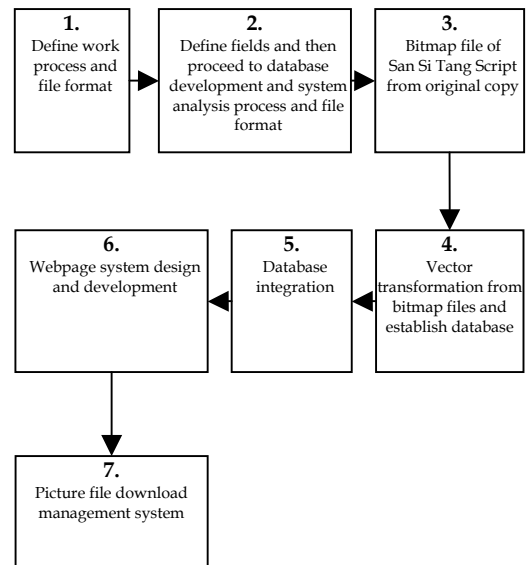 1.
Define work
process and
file format
2.
Define fields and then
proceed to database
development and system
analysis process and file
format
3.
Bitmap file of
San Si Tang Script
from original copy
4.
Vector
transformation from
bitmap files and
establish database
5.
Database
integration
6.
Webpage system design
and development
7.
Picture file download
management system